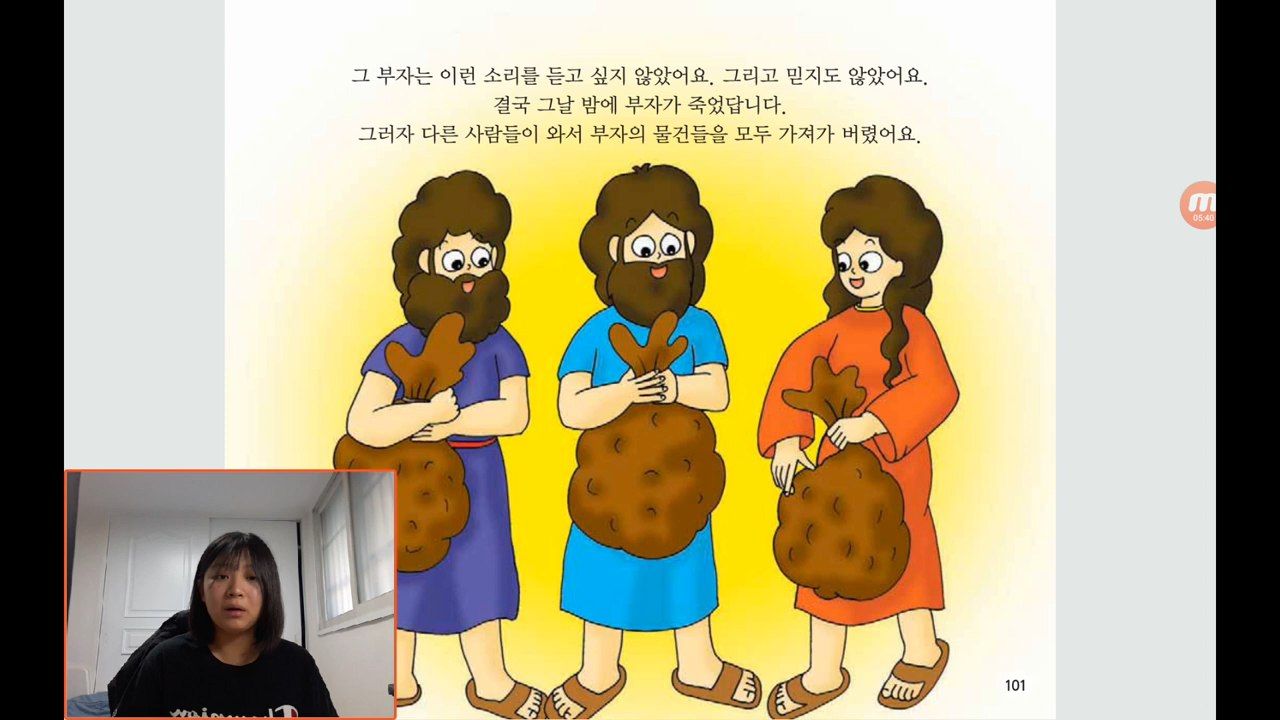 그 부자는 이런 소리를 듣고 싶지 않았어요. 그리고 믿지도 않았어요.
결국 그날 밤에 부자가 죽었답니다.
그러자 다른 사람들이 와서 부자의 물건들을 모두 가져가 버렸어요.
05:40
101